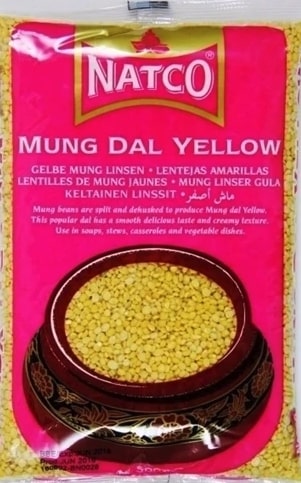 NATCO
MUNG DAL YELLOW
GELBE MUNG LINSEN • LENTEJAS AMARILLAS
LENTILLES DE MUNG JAUNES • MUNG LINSER GULA
KELTAINEN LINSSIT • ماش أصفر
Mung beans are split and dehusked to produce Mung dal Yellow.
This popular dal has a smooth delicious taste and creamy texture.
Use in soups, stews, casseroles and vegetable dishes.